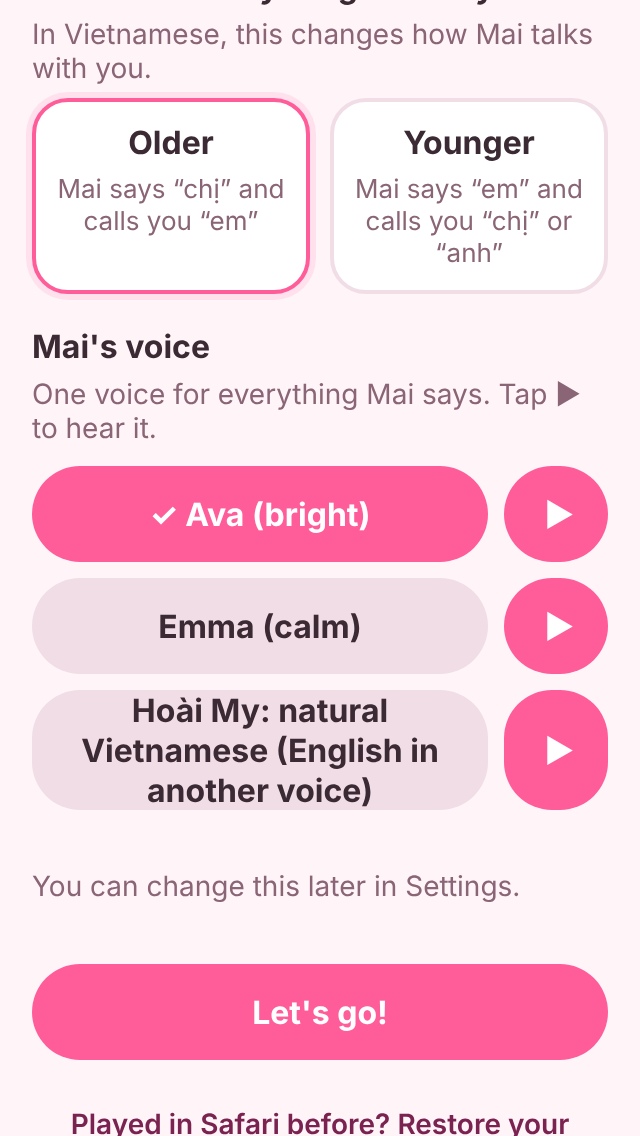 In Vietnamese, this changes how Mai talks
with you.
Older
Mai says “chị” and
calls you “em”
Younger
Mai says “em” and
calls you “chị” or
“anh”
Mai's voice
One voice for everything Mai says. Tap ▶
to hear it.
✓ Ava (bright)
Emma (calm)
Hoài My: natural
Vietnamese (English in
another voice)
You can change this later in Settings.
Let's go!
Played in Safari before? Restore your